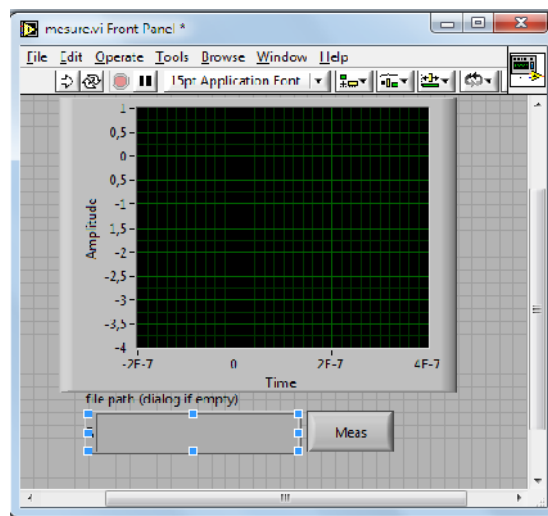 mesure.vi Front Panel *
File Edit Operate Tools Browse Window Help
15pt Application Font
1
0,5
0
0,5
-1
1,5
-2
-2,5
-3
-3,5
-4
Amplitude
-2E-7 0 2E-7 4E-7
Time
file path (dialog if empty)
Meas